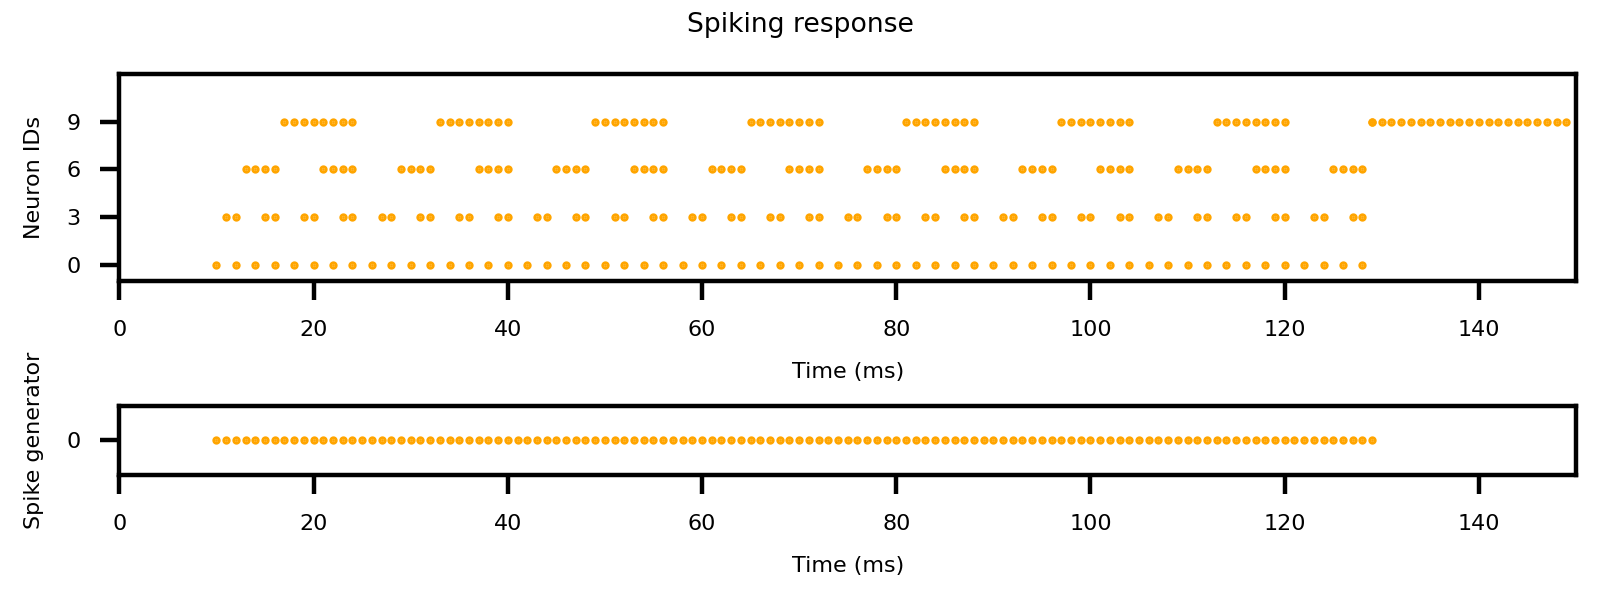 Spiking response
Neuron IDs
9
6
3
0
0 20 40 60 80 100 120 140
Time (ms)
Spike generator
0
0 20 40 60 80 100 120 140
Time (ms)